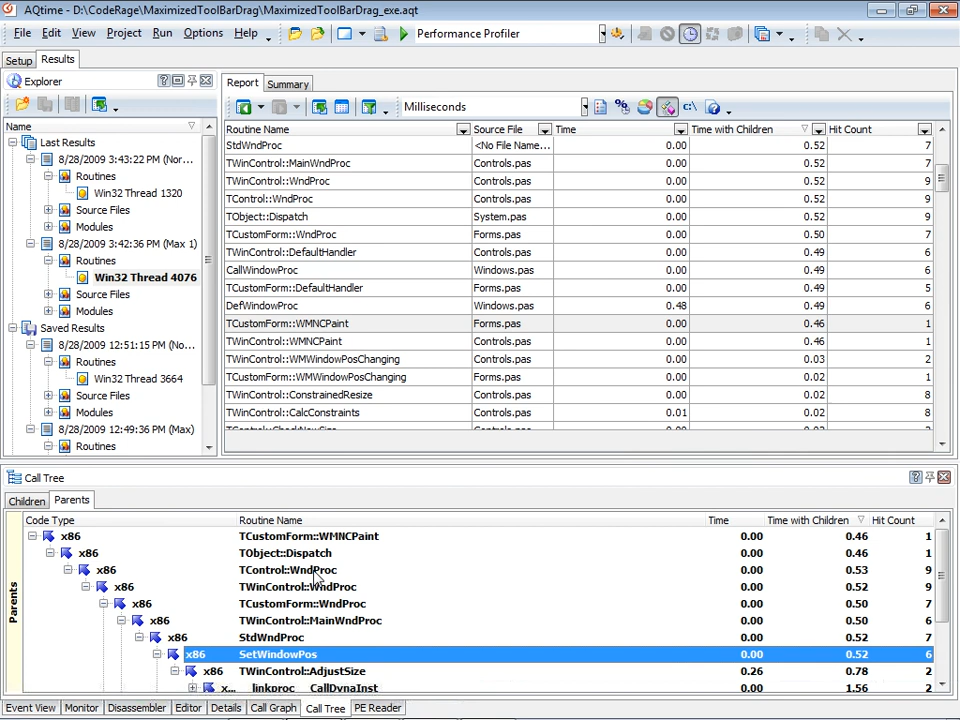 AQtime - D:\CodeRage\MaximizedToolBarDrag\MaximizedToolBarDrag_exe.aqt
File Edit View Project Run Options Help Performance Profiler
Setup Results
Explorer
Name
Last Results
8/28/2009 3:43:22 PM (Nor...
Routines
Win32 Thread 1320
Source Files
Modules
8/28/2009 3:42:36 PM (Max 1)
Routines
Win32 Thread 4076
Source Files
Modules
Saved Results
8/28/2009 12:51:15 PM (No...
Routines
Win32 Thread 3664
Source Files
Modules
8/28/2009 12:49:36 PM (Max)
Routines
Report Summary
Milliseconds
Routine Name Source File Time Time with Children Hit Count
StdWndProc <No File Name... 0.00 0.52 7
TWinControl::MainWndProc Controls.pas 0.00 0.52 7
TWinControl::WndProc Controls.pas 0.00 0.52 9
TControl::WndProc Controls.pas 0.00 0.52 9
TObject::Dispatch System.pas 0.00 0.52 9
TCustomForm::WndProc Forms.pas 0.00 0.50 7
TWinControl::DefaultHandler Controls.pas 0.00 0.49 6
CallWindowProc Windows.pas 0.00 0.49 6
TCustomForm::DefaultHandler Forms.pas 0.00 0.49 5
DefWindowProc Windows.pas 0.48 0.49 6
TCustomForm::WMNCPaint Forms.pas 0.00 0.46 1
TWinControl::WMNCPaint Controls.pas 0.00 0.46 1
TWinControl::WMWindowPosChanging Controls.pas 0.00 0.03 2
TCustomForm::WMWindowPosChanging Forms.pas 0.00 0.02 1
TWinControl::ConstrainedResize Controls.pas 0.00 0.02 8
TWinControl::CalcConstraints Controls.pas 0.01 0.02 8
Call Tree
Children Parents
Parents
Code Type Routine Name Time Time with Children Hit Count
x86 TCustomForm::WMNCPaint 0.00 0.46 1
x86 TObject::Dispatch 0.00 0.46 1
x86 TControl::WndProc 0.00 0.53 9
x86 TWinControl::WndProc 0.00 0.52 9
x86 TCustomForm::WndProc 0.00 0.50 7
x86 TWinControl::MainWndProc 0.00 0.50 6
x86 StdWndProc 0.00 0.52 7
x86 SetWindowPos 0.00 0.52 6
x86 TWinControl::AdjustSize 0.26 0.78 2
x... linkproc CallDynaInst 0.00 1.56 2
Event View Monitor Disassembler Editor Details Call Graph Call Tree PE Reader